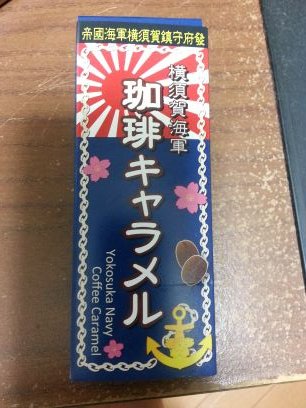 帝國海軍横須賀鎮守府發
横須賀海軍
珈琲キャラメル
Yokosuka Navy
Coffee Caramel